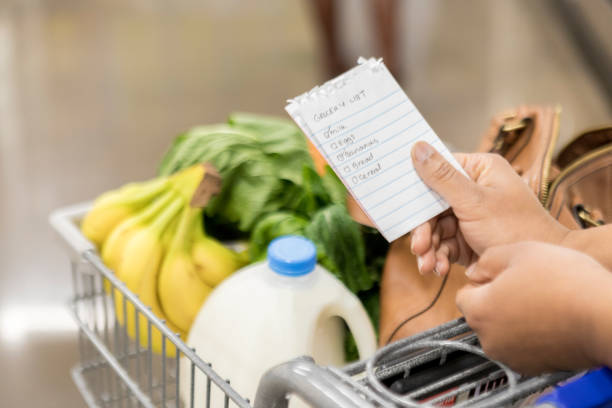 GROCERY LIST
☑ Milk
☐ Eggs
☑ Bananas
☐ Bread
☐ Cereal